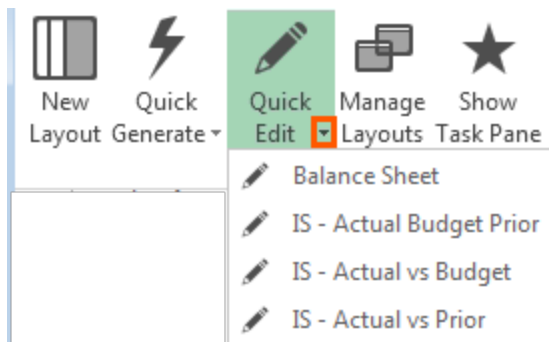 New Layout
Quick Generate
Quick Edit
Manage Layouts
Show Task Pane
Balance Sheet
IS - Actual Budget Prior
IS - Actual vs Budget
IS - Actual vs Prior